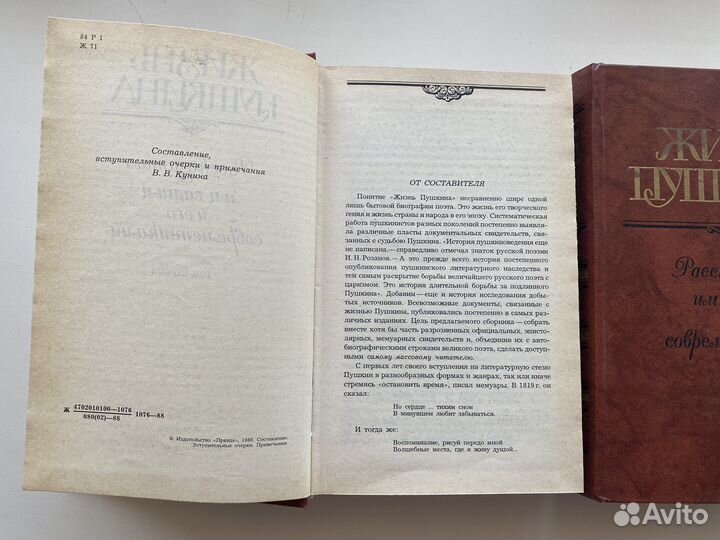 84 Р 1
Ж 71
Составление,
вступительные очерки и примечания
В. В. Кунина
Ж 4702010100—1076
080(02)—88
1076—88
© Издательство «Правда», 1988. Составление.
Вступительные очерки. Примечания
ОТ СОСТАВИТЕЛЯ
Понятие «Жизнь Пушкина» несравненно шире одной
лишь бытовой биографии поэта. Это жизнь его творческого
гения и жизнь страны и народа в его эпоху. Систематическая
работа пушкинистов разных поколений постепенно выявля-
ла различные пласты документальных свидетельств, свя-
занных с судьбою Пушкина. «История пушкиноведения еще
не написана,— справедливо отмечал знаток русской поэзии
И. Н. Розанов.— А это прежде всего история постепенного
опубликования пушкинского литературного наследства и
тем самым раскрытие борьбы величайшего русского поэта с
царизмом. Это история длительной борьбы за подлинного
Пушкина». Добавим — еще и история исследования добы-
тых источников. Всевозможные документы, связанные с
жизнью Пушкина, публиковались постепенно в самых раз-
личных изданиях. Цель предлагаемого сборника — собрать
вместе хотя бы часть разрозненных официальных, эписто-
лярных, мемуарных свидетельств и, объединив их с авто-
биографическими строками великого поэта, сделать доступ-
ными самому массовому читателю.
С первых лет своего вступления на литературную стезю
Пушкин в разнообразных формах и жанрах, так или иначе
стремясь «остановить время», писал мемуары. В 1819 г. он
сказал:
Но сердце ... тихим сном
В минувшем любит забываться.
И тогда же:
Воспоминание, рисуй передо мной
Волшебные места, где я живу душой...
ЖИ
ПУШ
Расс
им
соврем
Avito